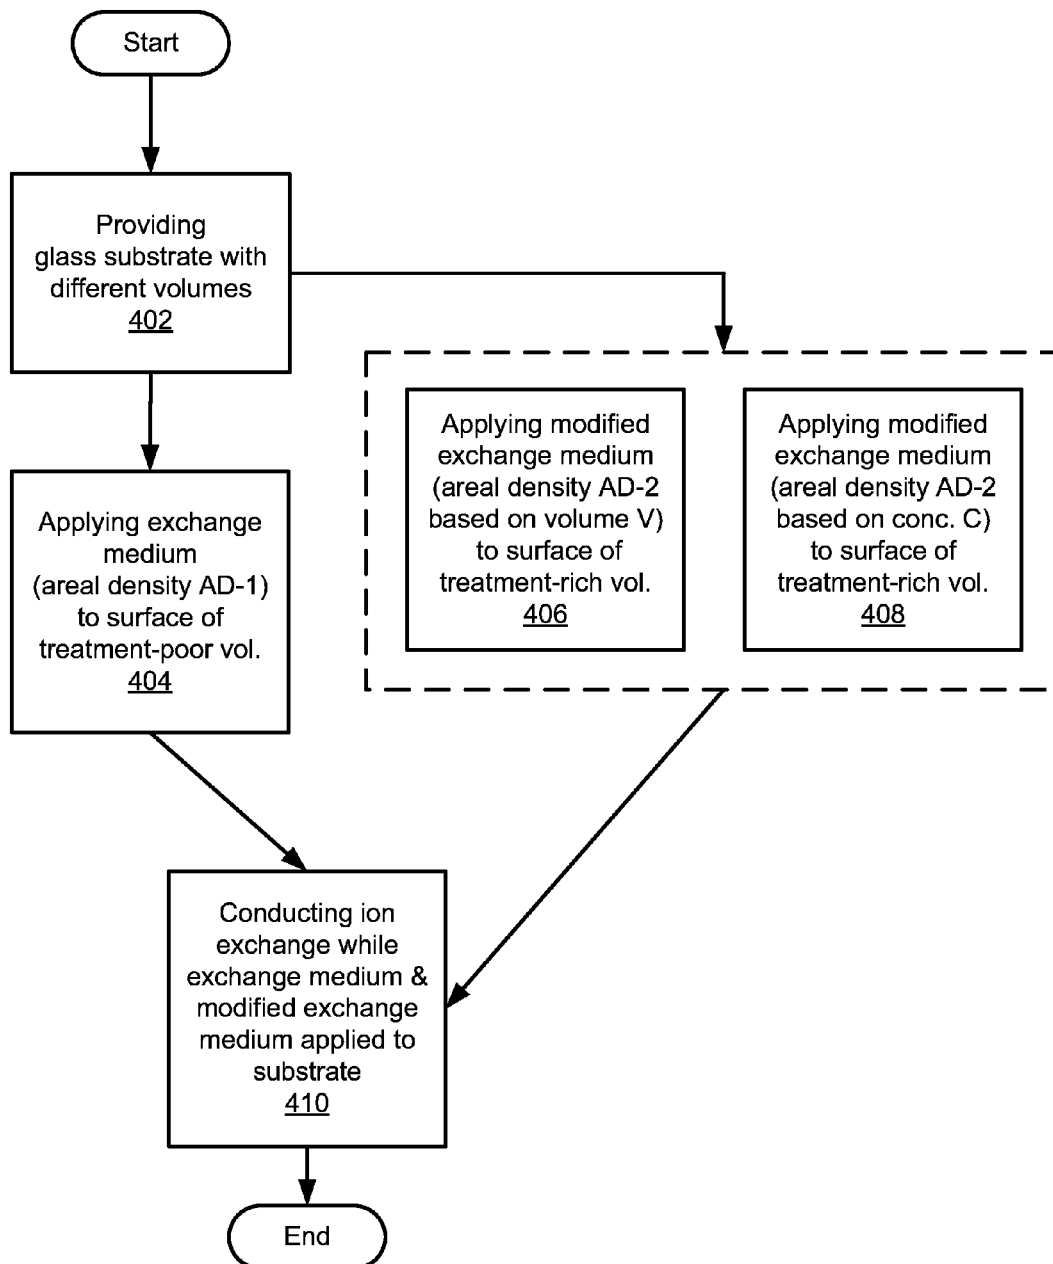 Start
Providing
glass substrate with
different volumes
402
Applying exchange
medium
(areal density AD-1)
to surface of
treatment-poor vol.
404
Applying modified
exchange medium
(areal density AD-2
based on volume V)
to surface of
treatment-rich vol.
406
Applying modified
exchange medium
(areal density AD-2
based on conc. C)
to surface of
treatment-rich vol.
408
Conducting ion
exchange while
exchange medium &
modified exchange
medium applied to
substrate
410
End